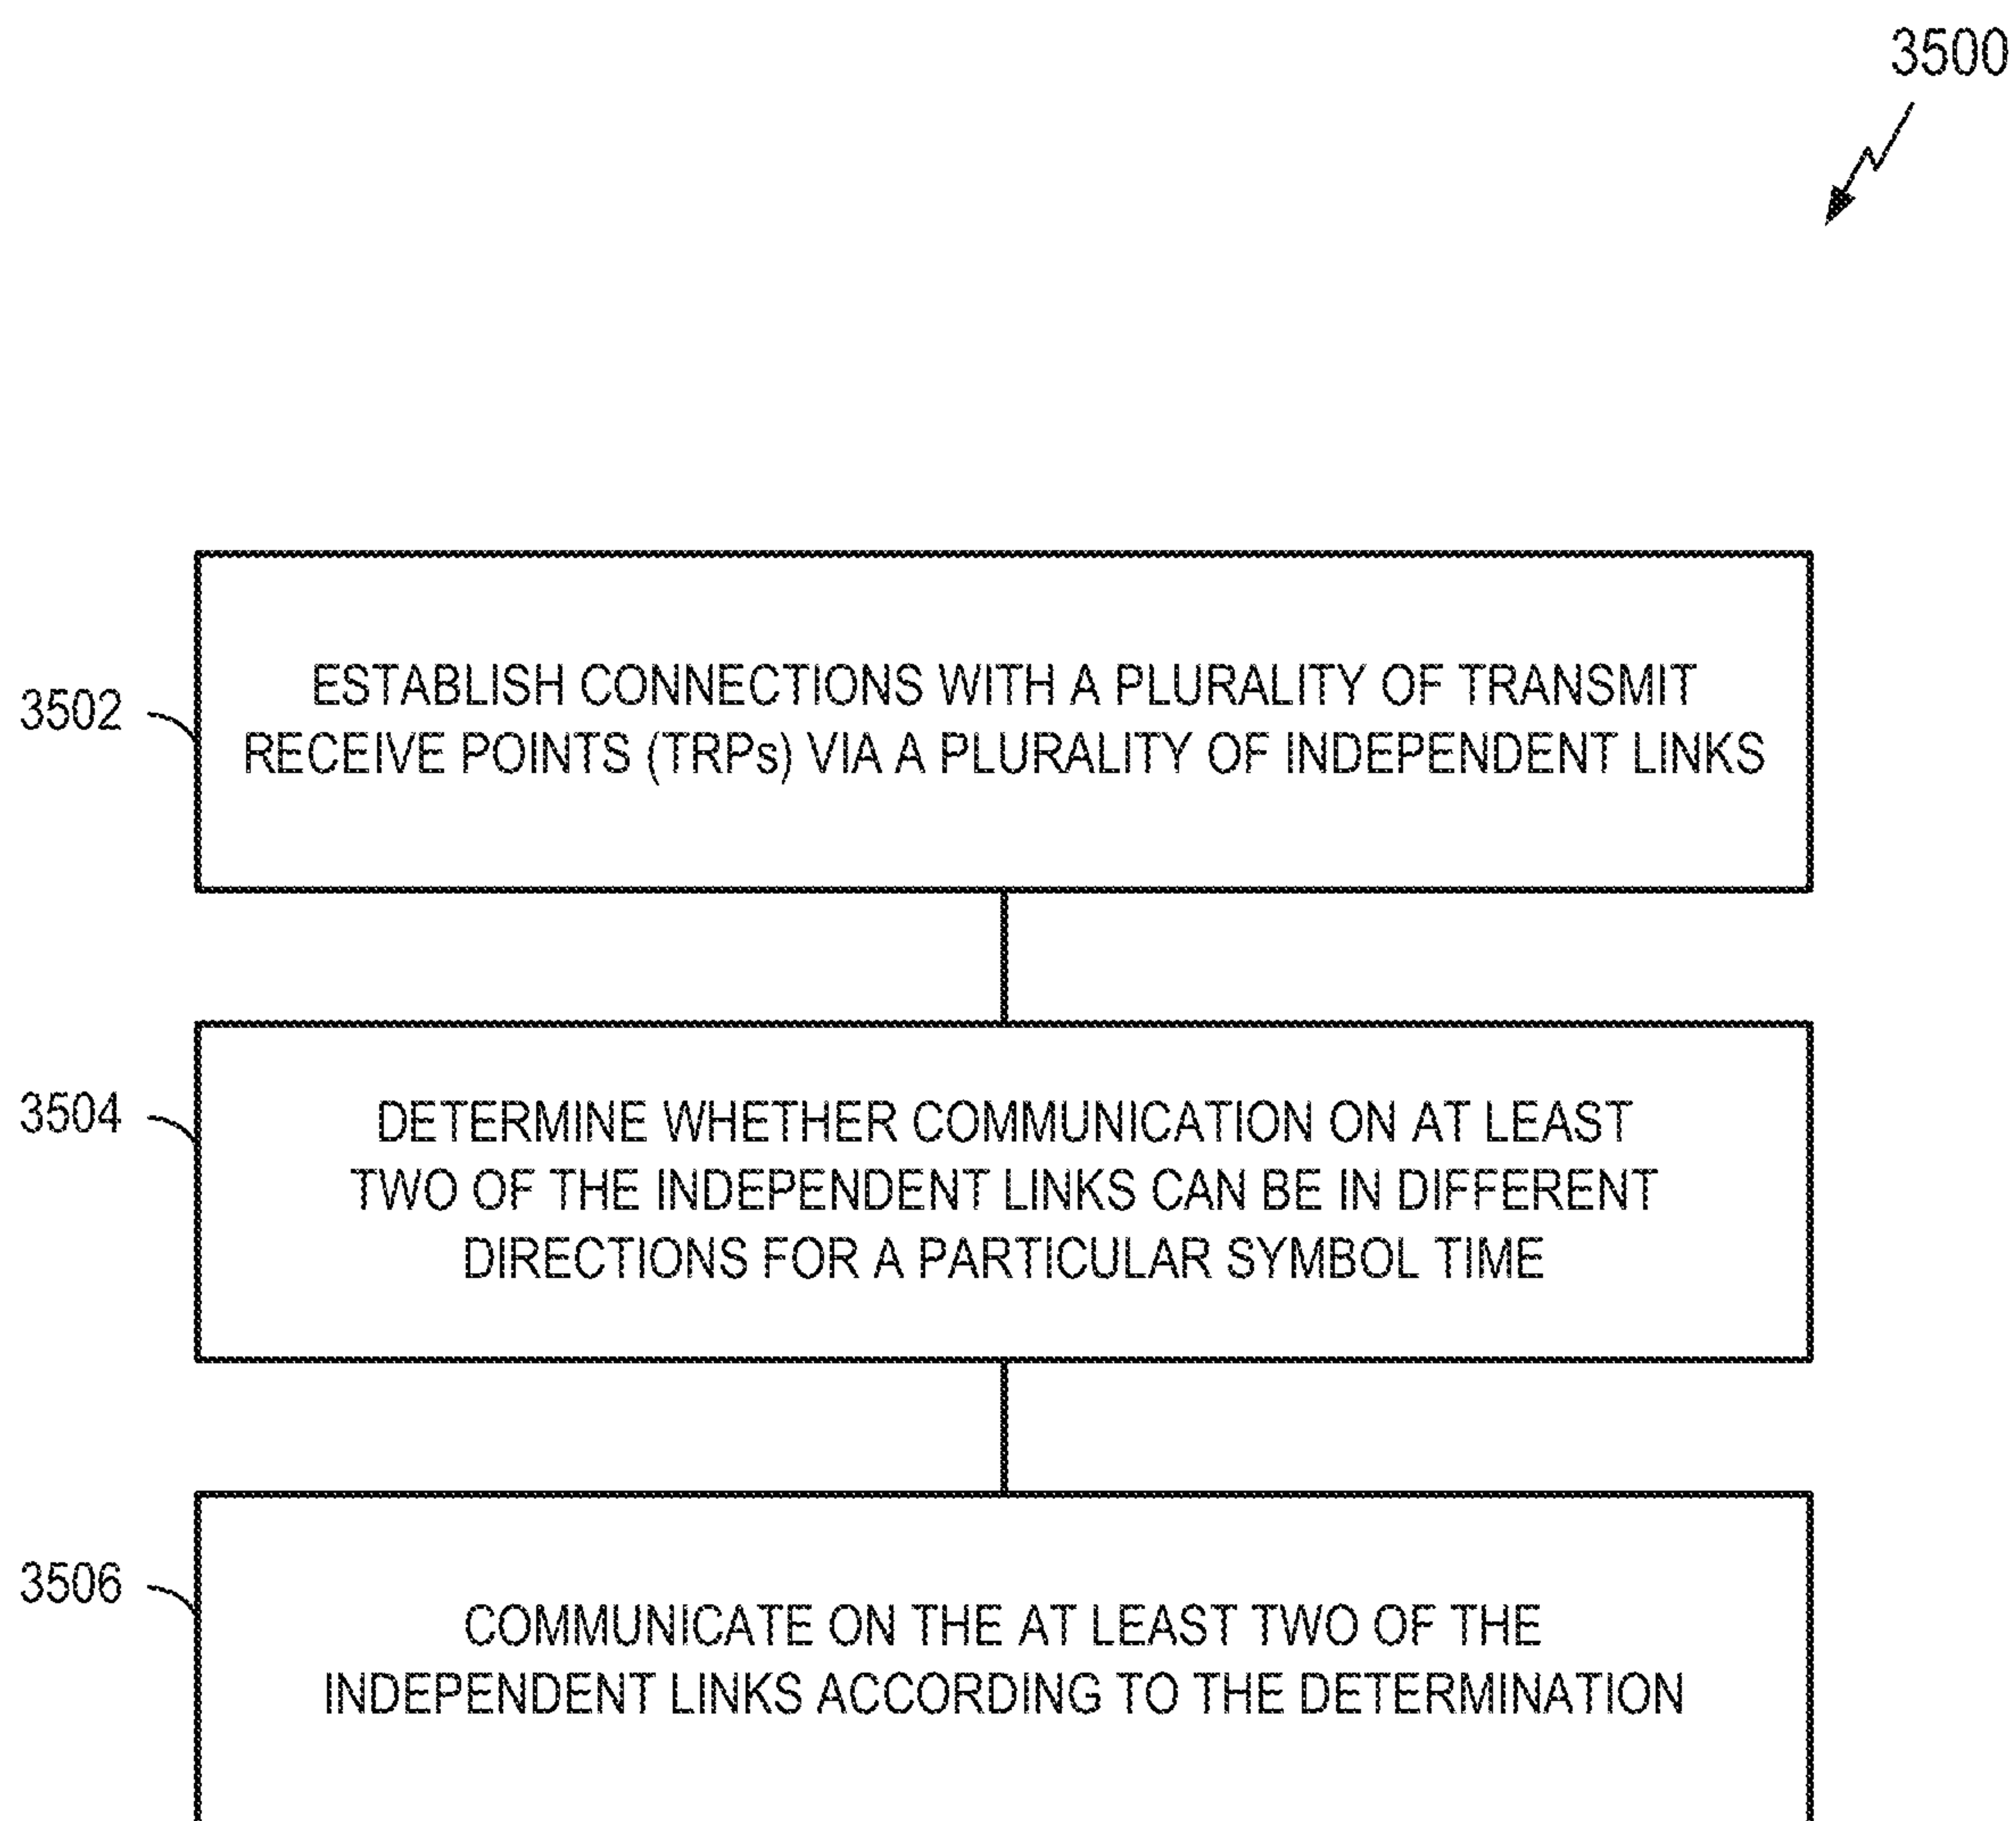 3500
3502
ESTABLISH CONNECTIONS WITH A PLURALITY OF TRANSMIT
RECEIVE POINTS (TRPs) VIA A PLURALITY OF INDEPENDENT LINKS
3504
DETERMINE WHETHER COMMUNICATION ON AT LEAST
TWO OF THE INDEPENDENT LINKS CAN BE IN DIFFERENT
DIRECTIONS FOR A PARTICULAR SYMBOL TIME
3506
COMMUNICATE ON THE AT LEAST TWO OF THE
INDEPENDENT LINKS ACCORDING TO THE DETERMINATION